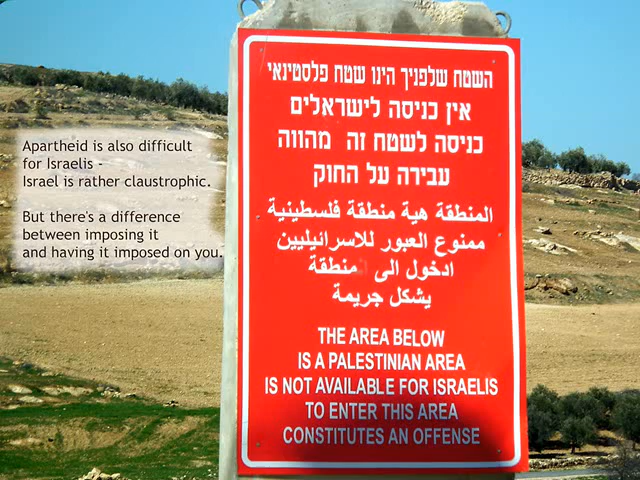 Apartheid is also difficult
for Israelis -
Israel is rather claustrophic.
But there's a difference
between imposing it
and having it imposed on you.
השטח שלפניך הינו שטח פלסטינאי
אין כניסה לישראלים
כניסה לשטח זה מהווה
עבירה על החוק
المنطقة هية منطقة فلسطينية
ممنوع العبور للاسرائيليين
ادخول الى منطقة
يشكل جريمة
THE AREA BELOW
IS A PALESTINIAN AREA
IS NOT AVAILABLE FOR ISRAELIS
TO ENTER THIS AREA
CONSTITUTES AN OFFENSE